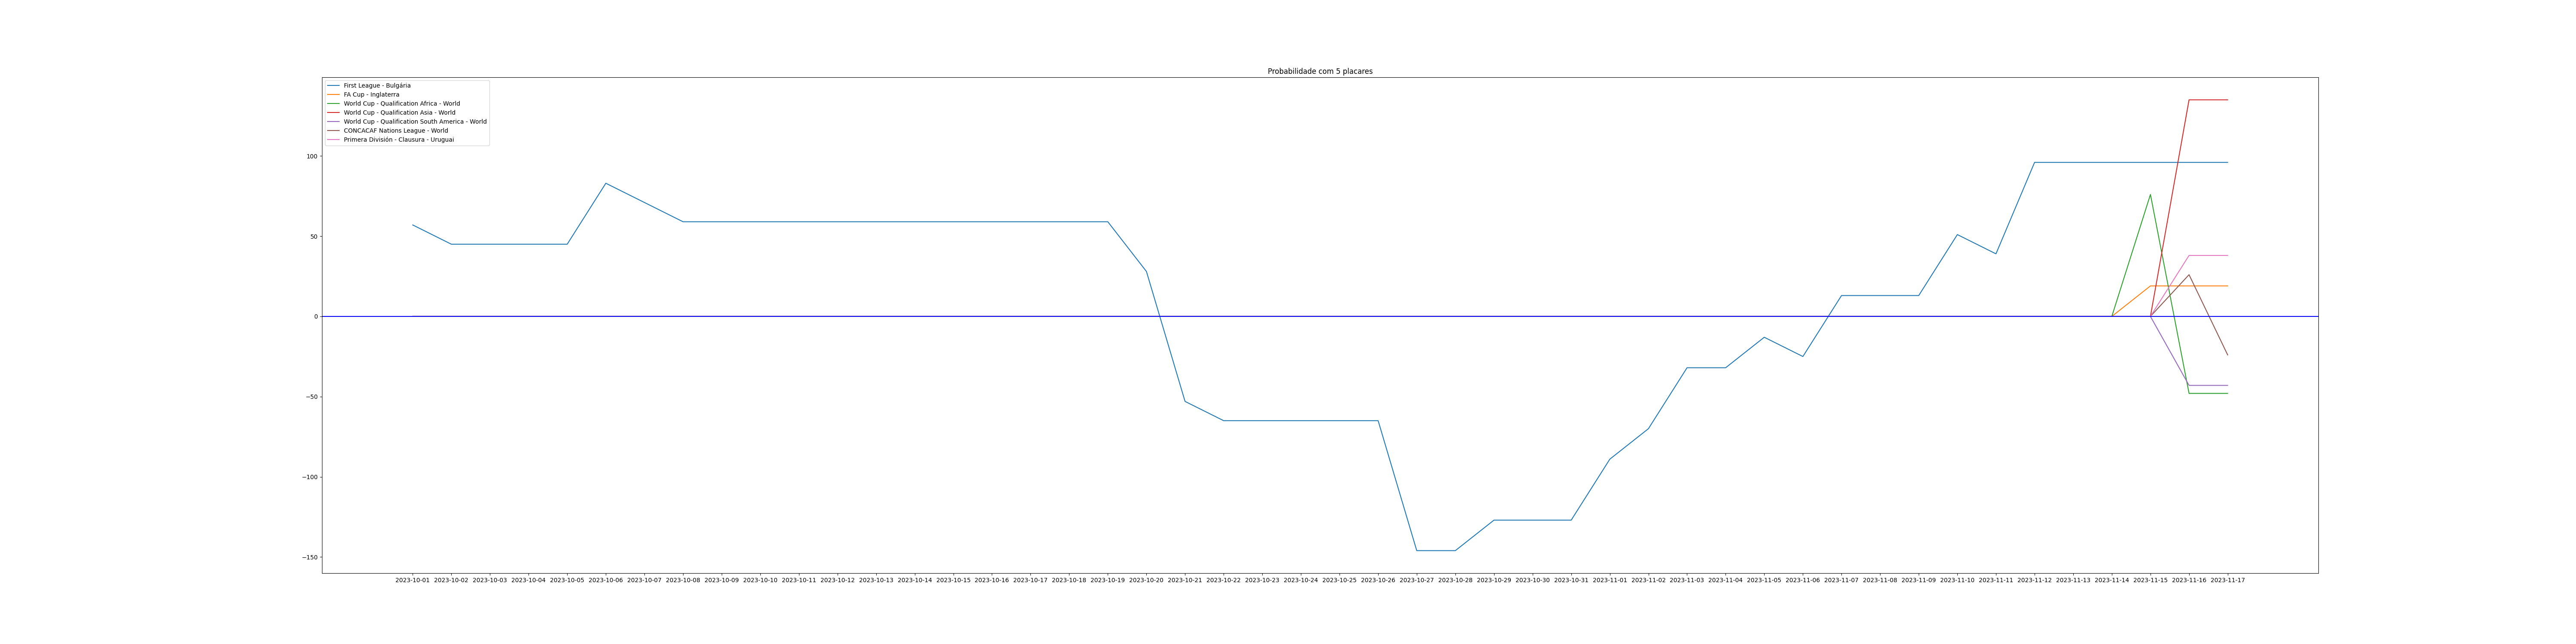 Probabilidade com 5 placares
First League - Bulgária
FA Cup - Inglaterra
World Cup - Qualification Africa - World
World Cup - Qualification Asia - World
World Cup - Qualification South America - World
CONCACAF Nations League - World
Primera División - Clausura - Uruguai
100
50
0
−50
−100
−150
2023-10-01 2023-10-02 2023-10-03 2023-10-04 2023-10-05 2023-10-06 2023-10-07 2023-10-08 2023-10-09 2023-10-10 2023-10-11 2023-10-12 2023-10-13 2023-10-14 2023-10-15 2023-10-16 2023-10-17 2023-10-18 2023-10-19 2023-10-20 2023-10-21 2023-10-22 2023-10-23 2023-10-24 2023-10-25 2023-10-26 2023-10-27 2023-10-28 2023-10-29 2023-10-30 2023-10-31 2023-11-01 2023-11-02 2023-11-03 2023-11-04 2023-11-05 2023-11-06 2023-11-07 2023-11-08 2023-11-09 2023-11-10 2023-11-11 2023-11-12 2023-11-13 2023-11-14 2023-11-15 2023-11-16 2023-11-17